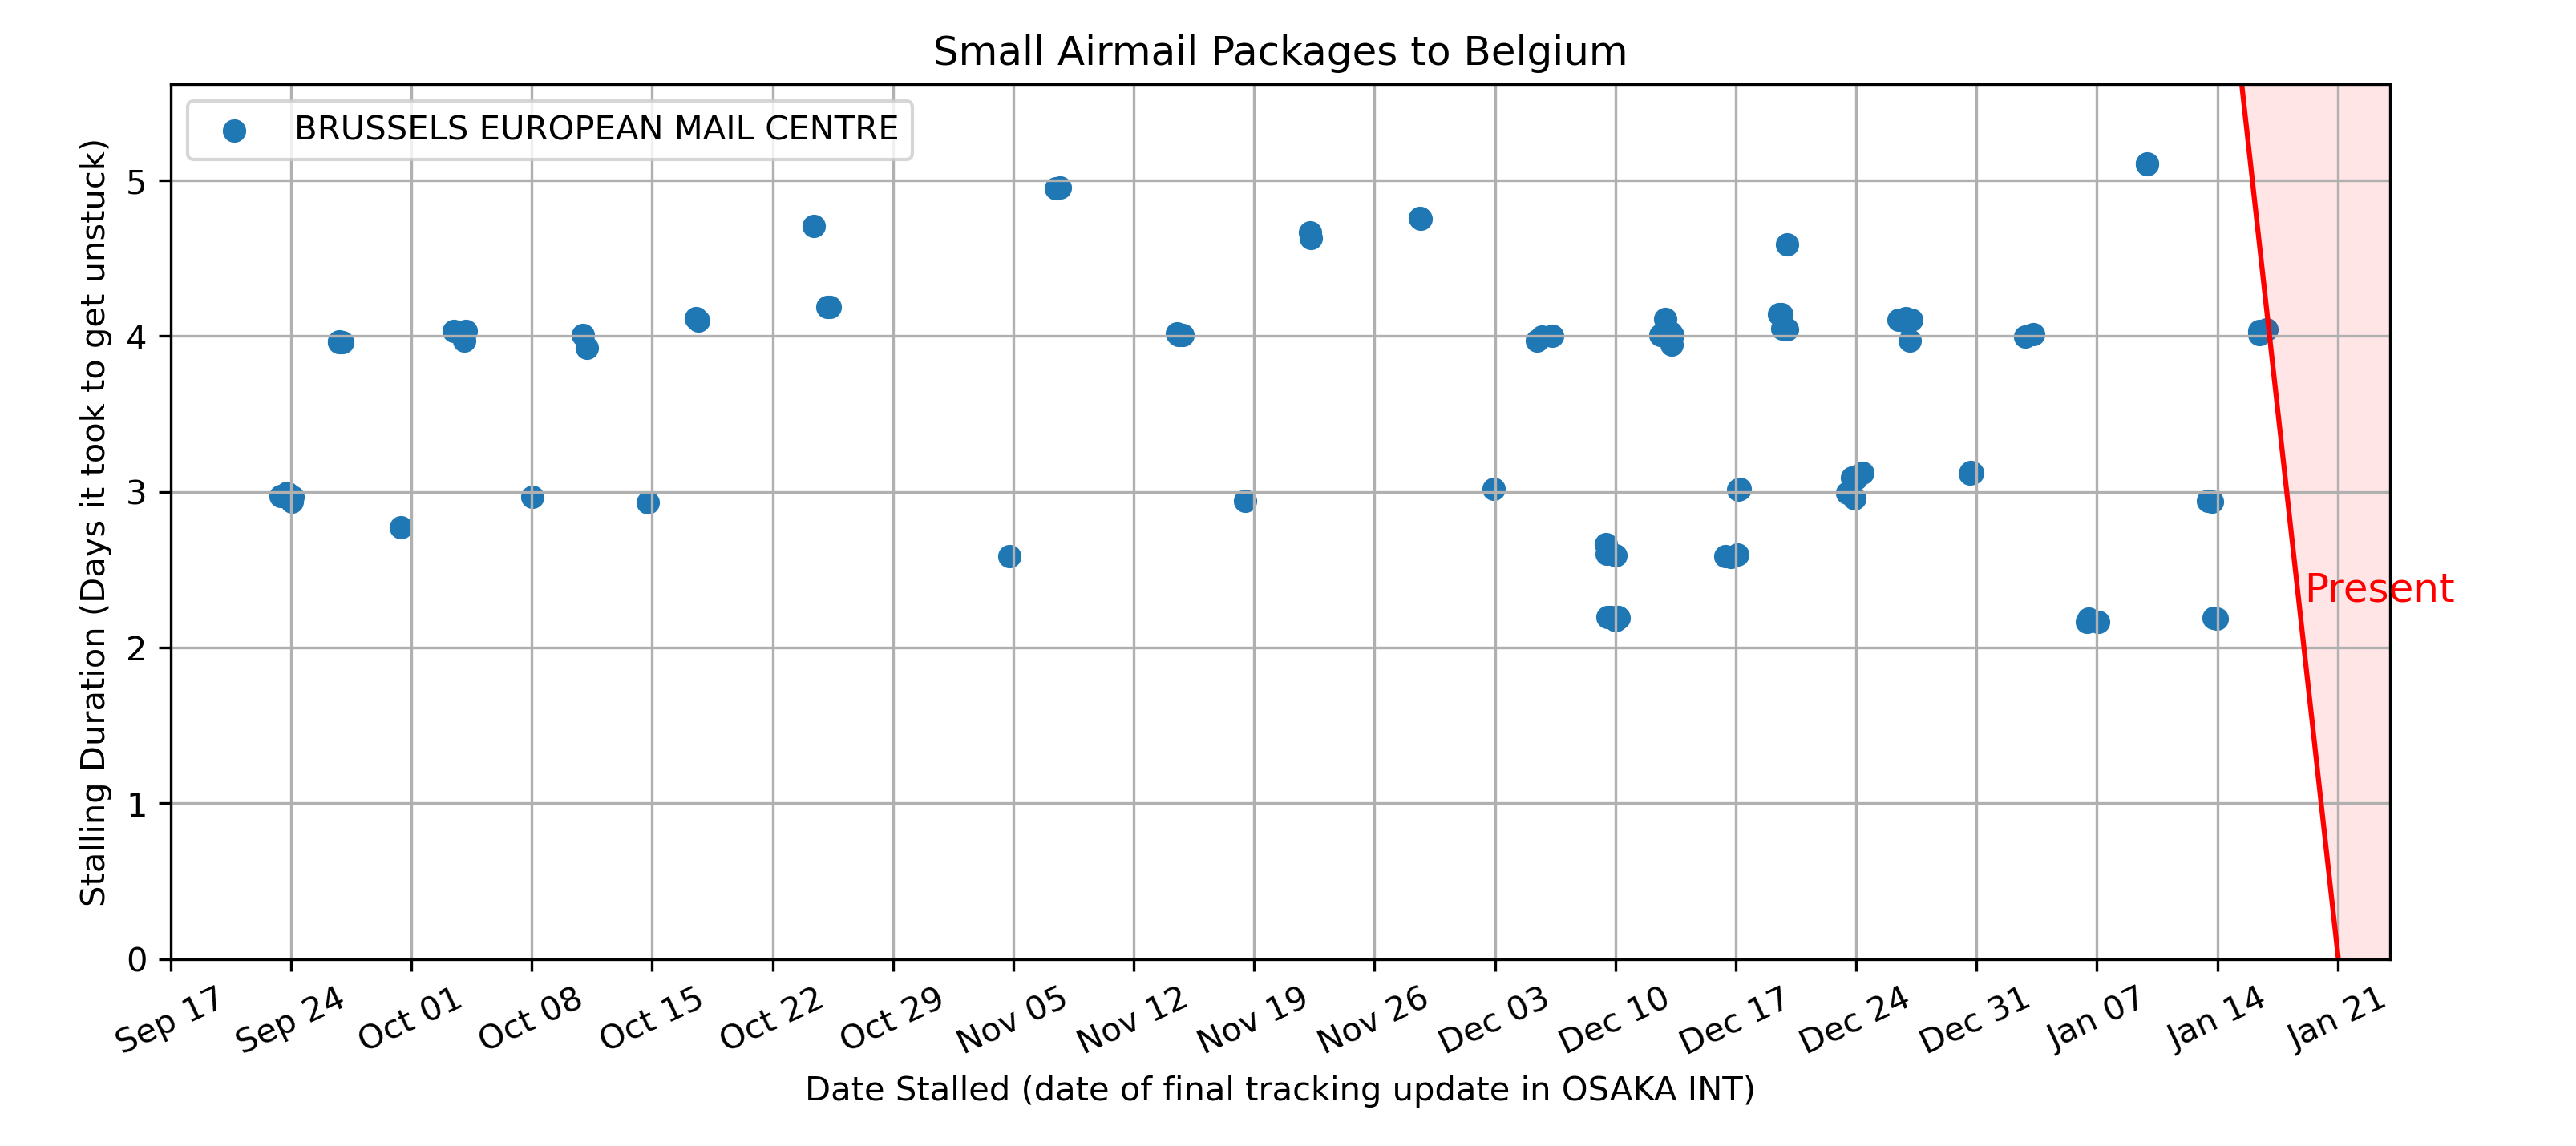 Small Airmail Packages to Belgium
BRUSSELS EUROPEAN MAIL CENTRE
Stalling Duration (Days it took to get unstuck)
5
4
3
2
1
0
Present
Sep 17
Sep 24
Oct 01
Oct 08
Oct 15
Oct 22
Oct 29
Nov 05
Nov 12
Nov 19
Nov 26
Dec 03
Dec 10
Dec 17
Dec 24
Dec 31
Jan 07
Jan 14
Jan 21
Date Stalled (date of final tracking update in OSAKA INT)